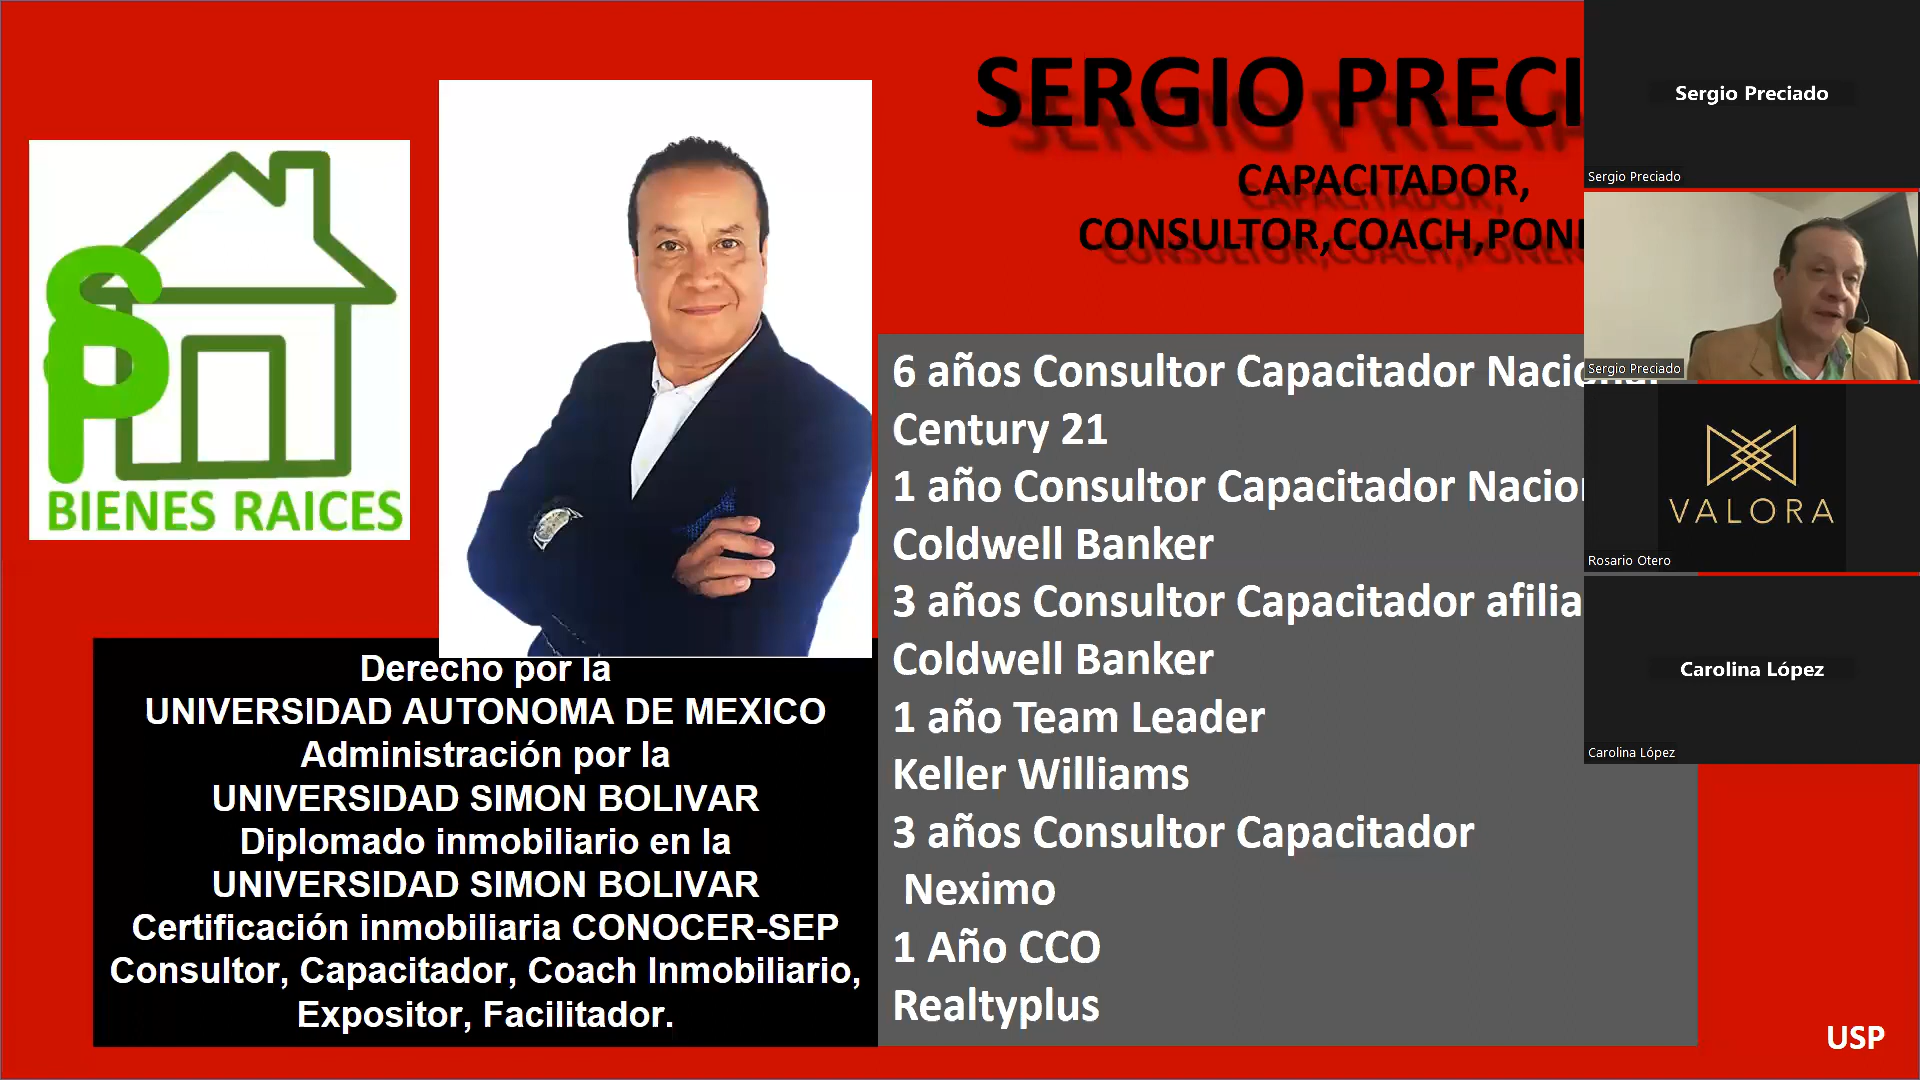 SERGIO PRECI
CAPACITADOR,
CONSULTOR,COACH,PONE
SP
BIENES RAICES
Derecho por la
UNIVERSIDAD AUTONOMA DE MEXICO
Administración por la
UNIVERSIDAD SIMON BOLIVAR
Diplomado inmobiliario en la
UNIVERSIDAD SIMON BOLIVAR
Certificación inmobiliaria CONOCER-SEP
Consultor, Capacitador, Coach Inmobiliario,
Expositor, Facilitador.
6 años Consultor Capacitador Nacional
Century 21
1 año Consultor Capacitador Nacion
Coldwell Banker
3 años Consultor Capacitador afilia
Coldwell Banker
1 año Team Leader
Keller Williams
3 años Consultor Capacitador
Neximo
1 Año CCO
Realtyplus
USP
Sergio Preciado
Sergio Preciado
Sergio Preciado
VALORA
Rosario Otero
Carolina López
Carolina López